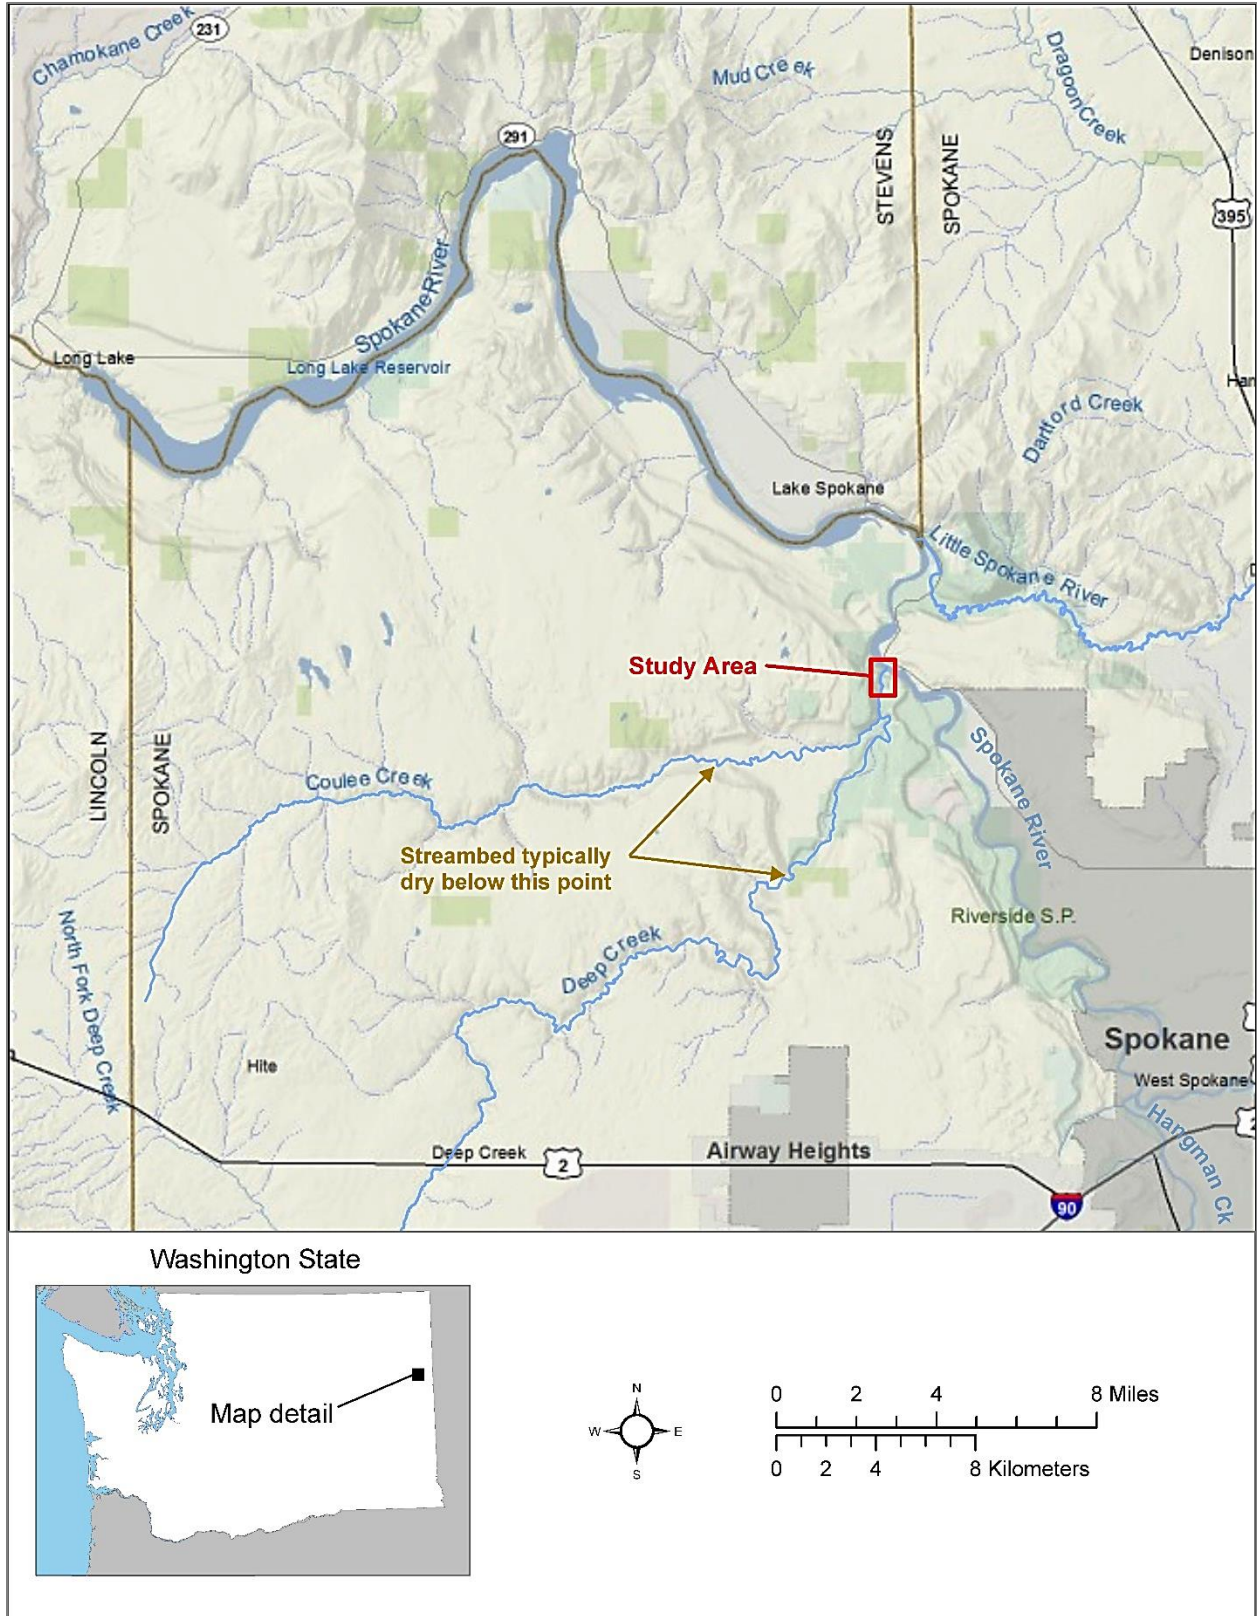 Chamokane Creek
231
Mud Creek
Dragoon Creek
Denison
291
STEVENS
SPOKANE
395
Spokane River
Long Lake
Long Lake Reservoir
Dartford Creek
Lake Spokane
Little Spokane River
Study Area
LINCOLN
SPOKANE
Coulee Creek
Spokane River
Streambed typically
dry below this point
North Fork Deep Creek
Riverside S.P.
Deep Creek
Spokane
Hite
West Spokane
Hangman Ck
Deep Creek
2
Airway Heights
90
2
Washington State
Map detail
N
W
E
S
0 2 4 8 Miles
0 2 4 8 Kilometers